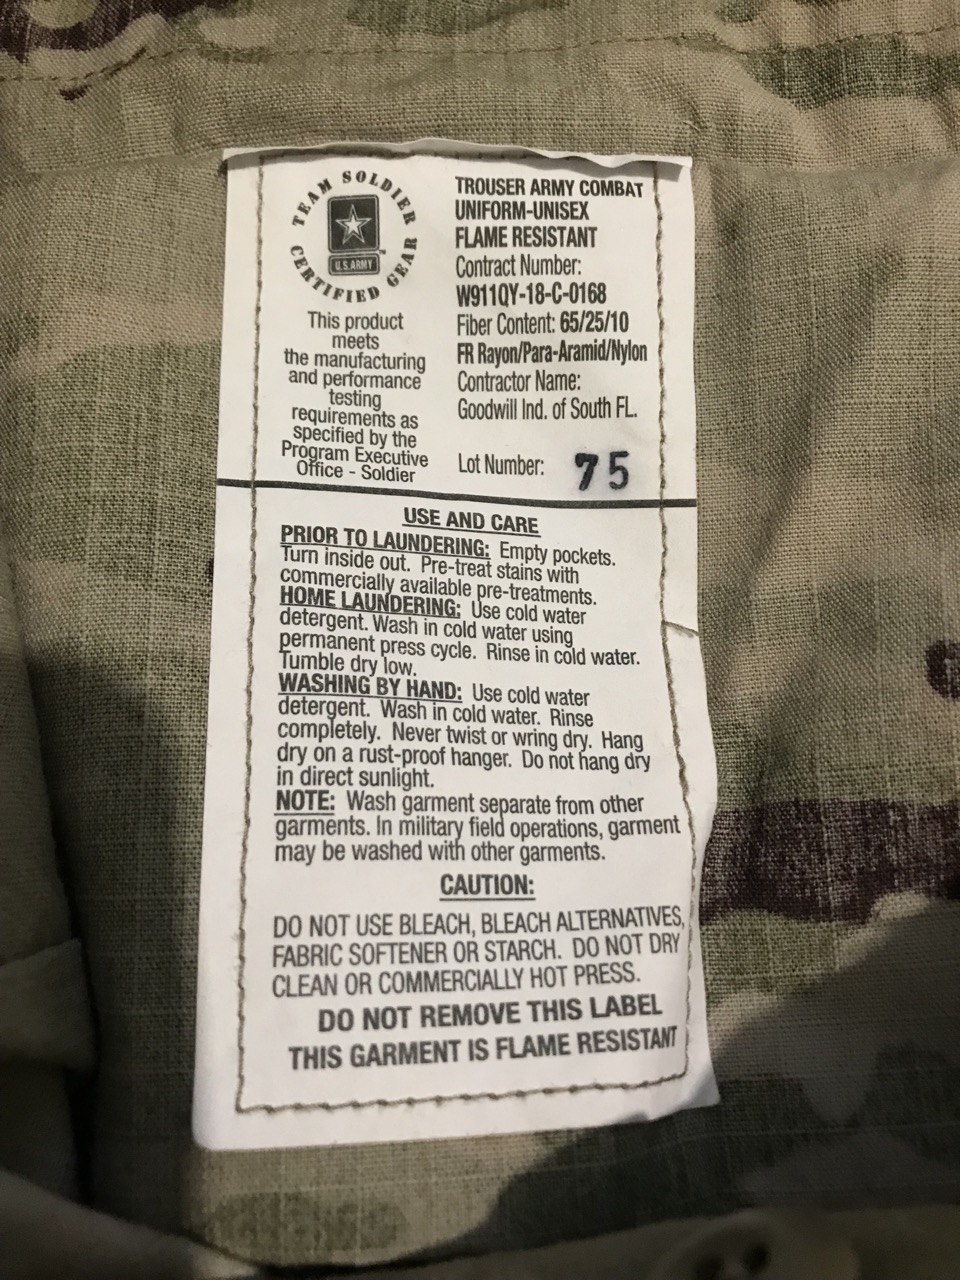 TEAM SOLDIER
CERTIFIED GEAR
U.S.ARMY
™
This product
meets
the manufacturing
and performance
testing
requirements as
specified by the
Program Executive
Office - Soldier
TROUSER ARMY COMBAT
UNIFORM-UNISEX
FLAME RESISTANT
Contract Number:
W911QY-18-C-0168
Fiber Content: 65/25/10
FR Rayon/Para-Aramid/Nylon
Contractor Name:
Goodwill Ind. of South FL.
Lot Number: 75
USE AND CARE
PRIOR TO LAUNDERING: Empty pockets.
Turn inside out. Pre-treat stains with
commercially available pre-treatments.
HOME LAUNDERING: Use cold water
detergent. Wash in cold water using
permanent press cycle. Rinse in cold water.
Tumble dry low.
WASHING BY HAND: Use cold water
detergent. Wash in cold water. Rinse
completely. Never twist or wring dry. Hang
dry on a rust-proof hanger. Do not hang dry
in direct sunlight.
NOTE: Wash garment separate from other
garments. In military field operations, garment
may be washed with other garments.
CAUTION:
DO NOT USE BLEACH, BLEACH ALTERNATIVES,
FABRIC SOFTENER OR STARCH. DO NOT DRY
CLEAN OR COMMERCIALLY HOT PRESS.
DO NOT REMOVE THIS LABEL
THIS GARMENT IS FLAME RESISTANT